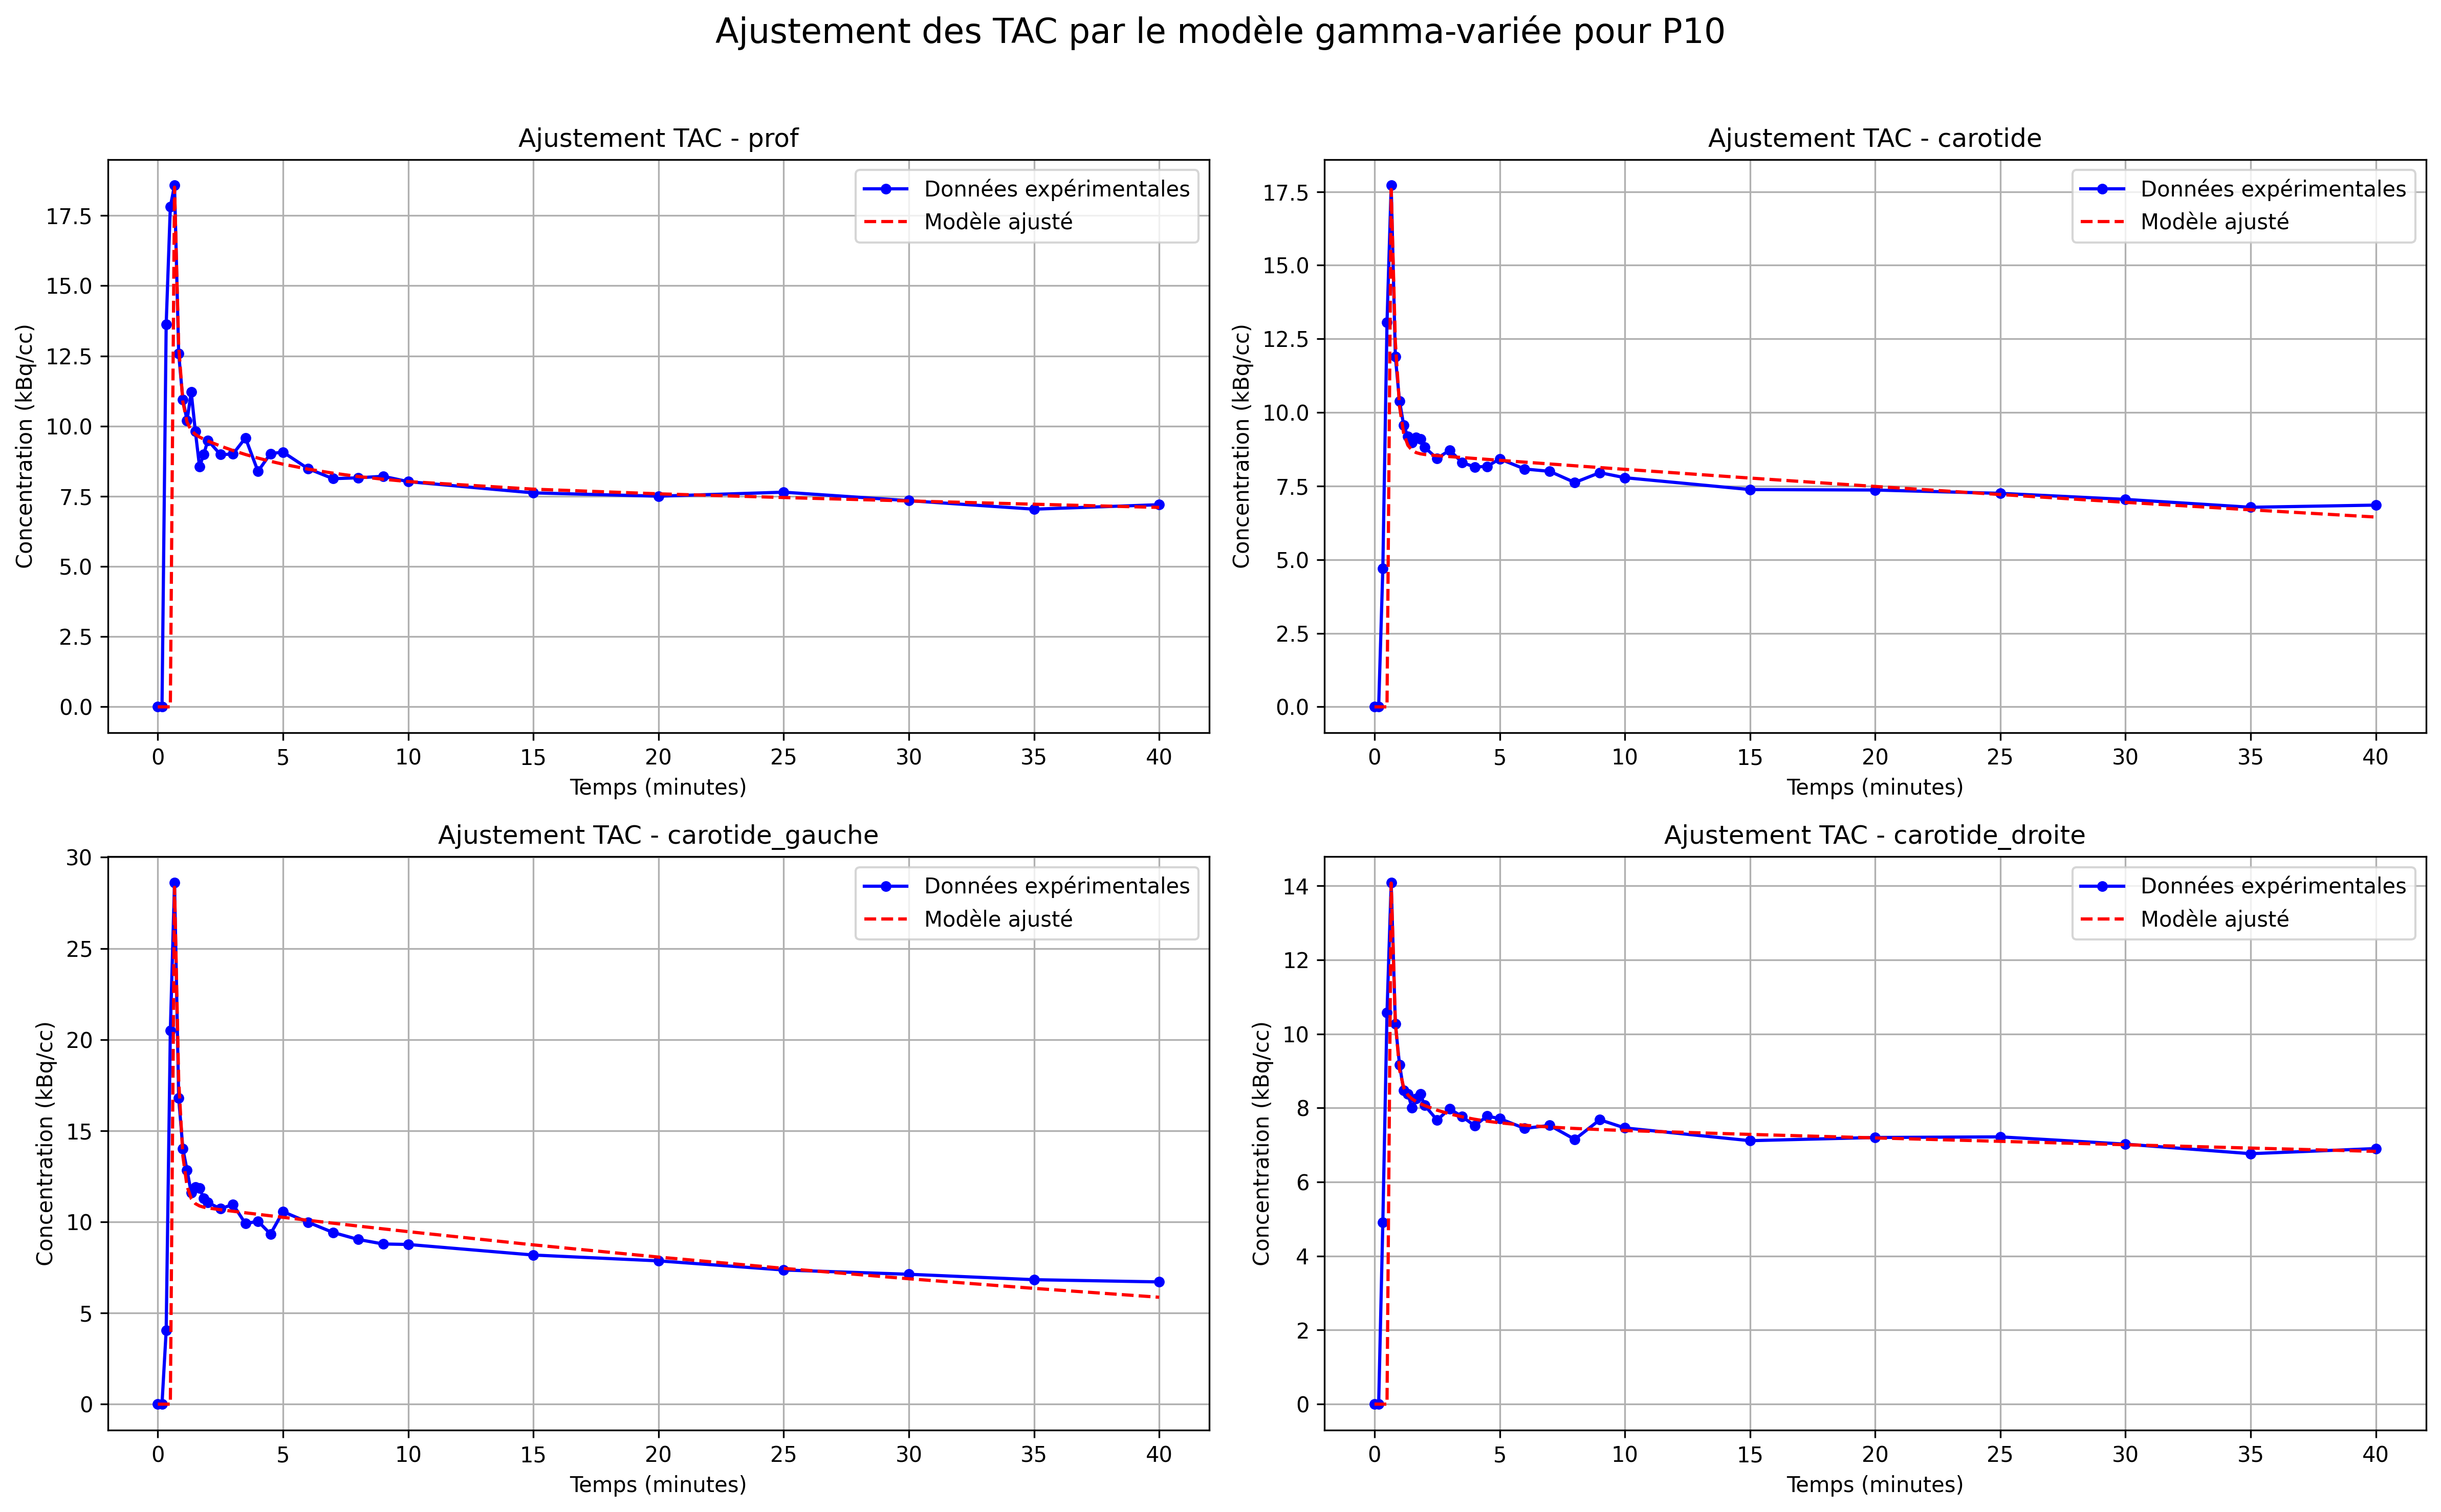 Ajustement des TAC par le modèle gamma-variée pour P10
Ajustement TAC - prof
Données expérimentales
Modèle ajusté
17.5
15.0
12.5
10.0
7.5
5.0
2.5
0.0
Concentration (kBq/cc)
0 5 10 15 20 25 30 35 40
Temps (minutes)
Ajustement TAC - carotide
Données expérimentales
Modèle ajusté
17.5
15.0
12.5
10.0
7.5
5.0
2.5
0.0
Concentration (kBq/cc)
0 5 10 15 20 25 30 35 40
Temps (minutes)
Ajustement TAC - carotide_gauche
Données expérimentales
Modèle ajusté
30
25
20
15
10
5
0
Concentration (kBq/cc)
0 5 10 15 20 25 30 35 40
Temps (minutes)
Ajustement TAC - carotide_droite
Données expérimentales
Modèle ajusté
14
12
10
8
6
4
2
0
Concentration (kBq/cc)
0 5 10 15 20 25 30 35 40
Temps (minutes)